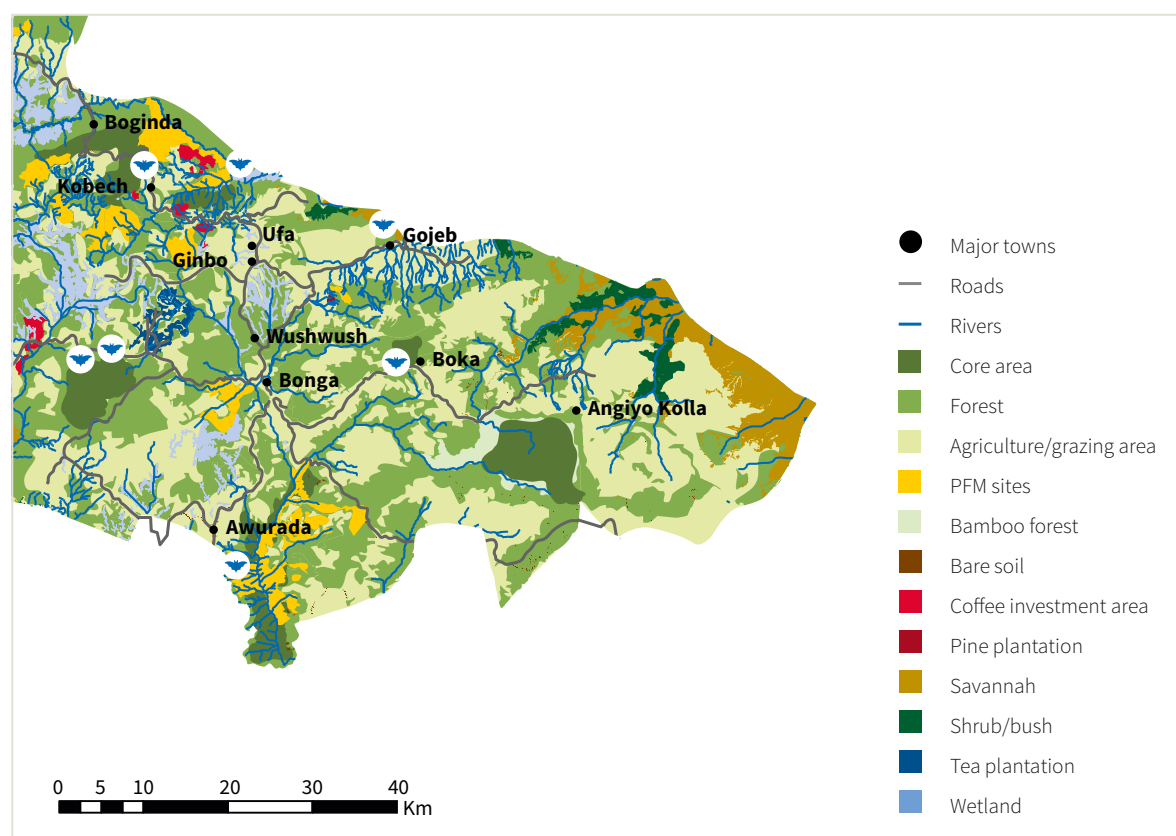 Boginda
Kobech
Ufa
Gojeb
Ginbo
Wushwush
Boka
Bonga
Angiyo Kolla
Awurada
Major towns
Roads
Rivers
Core area
Forest
Agriculture/grazing area
PFM sites
Bamboo forest
Bare soil
Coffee investment area
Pine plantation
Savannah
Shrub/bush
Tea plantation
Wetland
0 5 10 20 30 40
Km